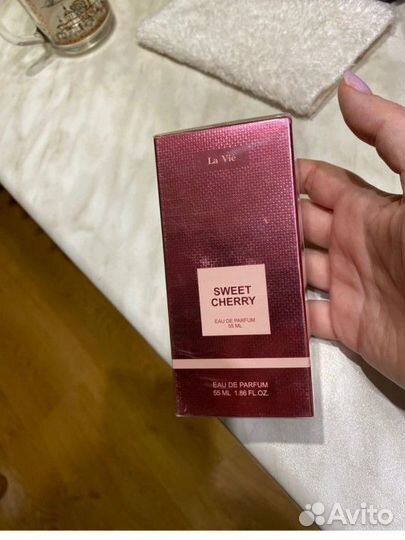 La Vie
SWEET
CHERRY
EAU DE PARFUM
55 ML
EAU DE PARFUM
55 ML 1.86 FL.OZ.
Avito